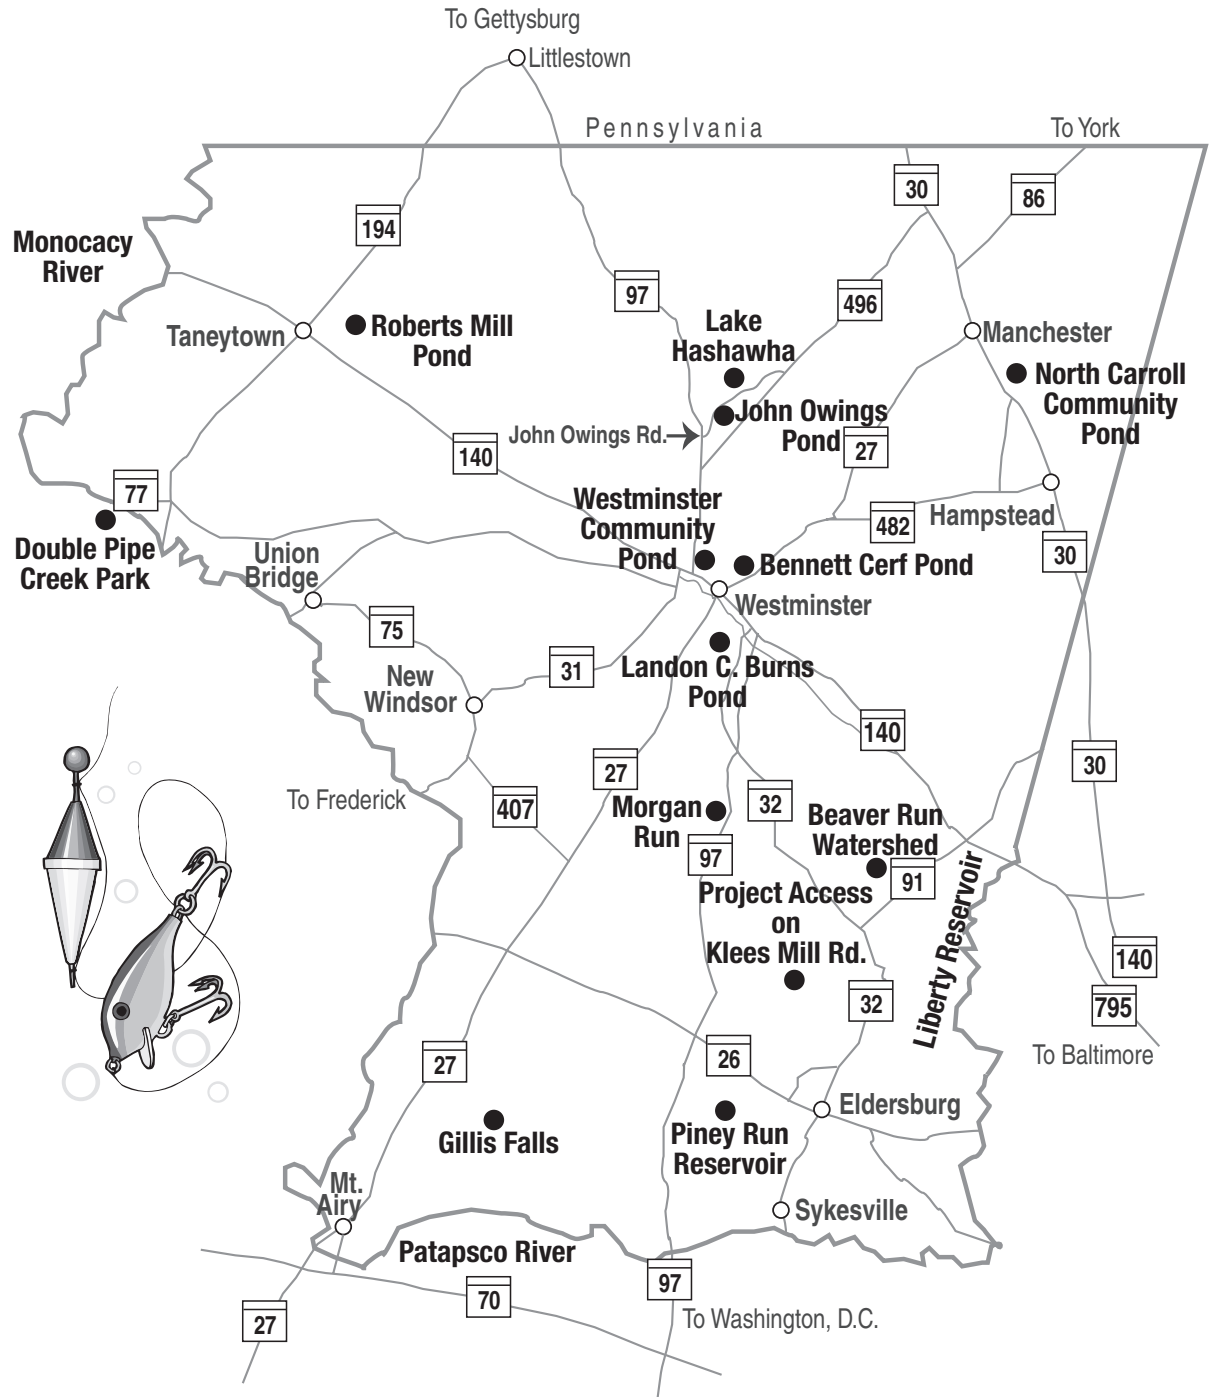 To Gettysburg
Littlestown
Pennsylvania
To York
30
86
194
Monocacy
River
97
496
Taneytown
Roberts Mill
Pond
Lake
Hashawha
Manchester
North Carroll
Community
Pond
John Owings
Pond
John Owings Rd.
27
140
77
Westminster
Community
Pond
482
Hampstead
Double Pipe
Creek Park
Union
Bridge
Bennett Cerf Pond
30
Westminster
75
31
Landon C. Burns
Pond
New
Windsor
140
27
30
To Frederick
407
Morgan
Run
32
Beaver Run
Watershed
97
91
Project Access
on
Klees Mill Rd.
Liberty Reservoir
140
32
795
To Baltimore
27
26
Eldersburg
Gillis Falls
Piney Run
Reservoir
Mt.
Airy
Sykesville
Patapsco River
97
70
27
To Washington, D.C.